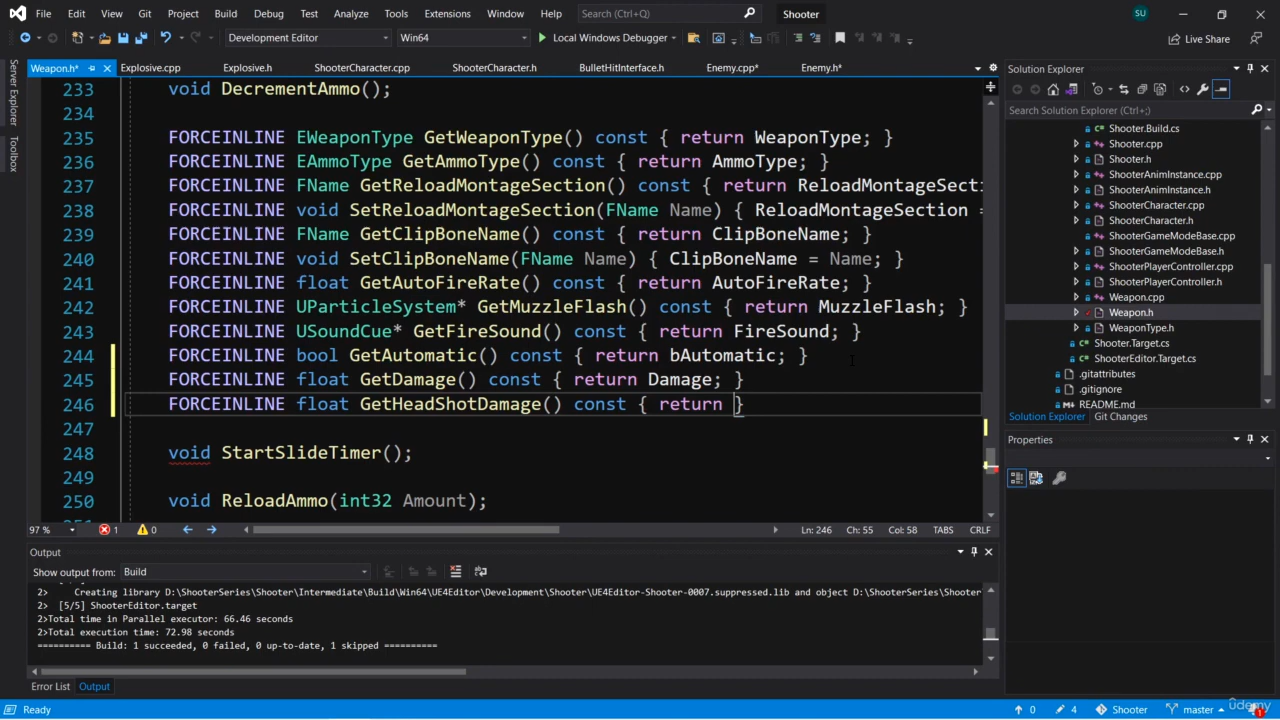 File Edit View Git Project Build Debug Test Analyze Tools Extensions Window Help Search (Ctrl+Q) Shooter SU
Development Editor Win64 Local Windows Debugger Live Share
Weapon.h* Explosive.cpp Explosive.h ShooterCharacter.cpp ShooterCharacter.h BulletHitInterface.h Enemy.cpp* Enemy.h*
Server Explorer
Toolbox
233 void DecrementAmmo();
234
235 FORCEINLINE EWeaponType GetWeaponType() const { return WeaponType; }
236 FORCEINLINE EAmmoType GetAmmoType() const { return AmmoType; }
237 FORCEINLINE FName GetReloadMontageSection() const { return ReloadMontageSecti
238 FORCEINLINE void SetReloadMontageSection(FName Name) { ReloadMontageSection =
239 FORCEINLINE FName GetClipBoneName() const { return ClipBoneName; }
240 FORCEINLINE void SetClipBoneName(FName Name) { ClipBoneName = Name; }
241 FORCEINLINE float GetAutoFireRate() const { return AutoFireRate; }
242 FORCEINLINE UParticleSystem* GetMuzzleFlash() const { return MuzzleFlash; }
243 FORCEINLINE USoundCue* GetFireSound() const { return FireSound; }
244 FORCEINLINE bool GetAutomatic() const { return bAutomatic; }
245 FORCEINLINE float GetDamage() const { return Damage; }
246 FORCEINLINE float GetHeadShotDamage() const { return }
247
248 void StartSlideTimer();
249
250 void ReloadAmmo(int32 Amount);
97 % 1 0 Ln: 246 Ch: 55 Col: 58 TABS CRLF
Output
Show output from: Build
2> Creating library D:\ShooterSeries\Shooter\Intermediate\Build\Win64\UE4Editor\Development\Shooter\UE4Editor-Shooter-0007.suppressed.lib and object D:\ShooterSeries\Shoote
2> [5/5] ShooterEditor.target
2>Total time in Parallel executor: 66.46 seconds
2>Total execution time: 72.98 seconds
========== Build: 1 succeeded, 0 failed, 0 up-to-date, 1 skipped ==========
Error List Output
Solution Explorer
Search Solution Explorer (Ctrl+;)
Shooter.Build.cs
Shooter.cpp
Shooter.h
ShooterAnimInstance.cpp
ShooterAnimInstance.h
ShooterCharacter.cpp
ShooterCharacter.h
ShooterGameModeBase.cpp
ShooterGameModeBase.h
ShooterPlayerController.cpp
ShooterPlayerController.h
Weapon.cpp
Weapon.h
WeaponType.h
Shooter.Target.cs
ShooterEditor.Target.cs
.gitattributes
.gitignore
README.md
Solution Explorer Git Changes
Properties
Ready 0 4 Shooter master 1
udemy